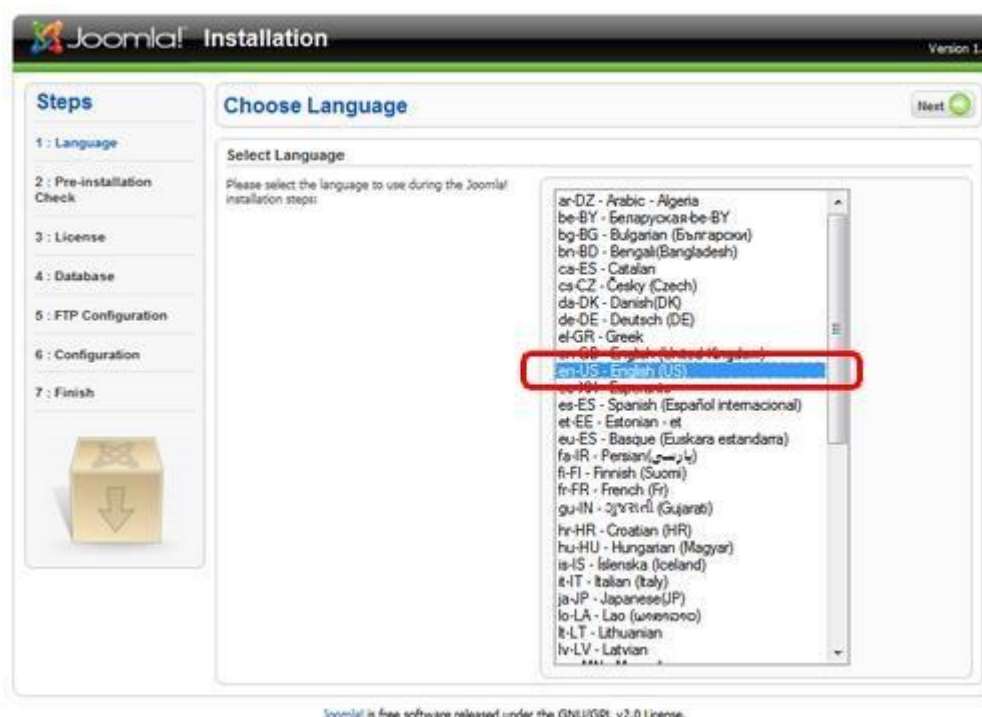 Joomla! Installation
Version 1.
Steps
1 : Language
2 : Pre-installation
Check
3 : License
4 : Database
5 : FTP Configuration
6 : Configuration
7 : Finish
Choose Language
Next
Select Language
Please select the language to use during the Joomla!
installation steps:
ar-DZ - Arabic - Algeria
be-BY - Беларуская-be-BY
bg-BG - Bulgarian (Български)
bn-BD - Bengali(Bangladesh)
ca-ES - Catalan
cs-CZ - Česky (Czech)
da-DK - Danish(DK)
de-DE - Deutsch (DE)
el-GR - Greek
en-GB - English (United Kingdom)
en-US - English (US)
Esperanto
es-ES - Spanish (Español internacional)
et-EE - Estonian - et
eu-ES - Basque (Euskara estandarra)
fa-IR - Persian(پارسی)
fi-FI - Finnish (Suomi)
fr-FR - French (Fr)
gu-IN - ગુજરાતી (Gujarati)
hr-HR - Croatian (HR)
hu-HU - Hungarian (Magyar)
is-IS - Íslenska (Iceland)
it-IT - Italian (Italy)
ja-JP - Japanese(JP)
lo-LA - Lao
lt-LT - Lithuanian
lv-LV - Latvian
Joomla! is free software released under the GNU/GPL v2.0 License.